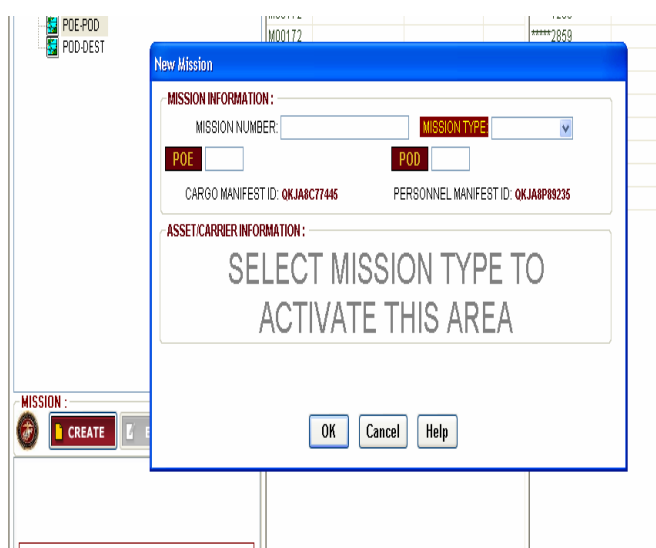 POE-POD
POD-DEST
M00172
*****2859
New Mission
MISSION INFORMATION :
MISSION NUMBER:
MISSION TYPE:
POE
POD
CARGO MANIFEST ID: QKJA8C77445
PERSONNEL MANIFEST ID: QKJA8P89235
ASSET/CARRIER INFORMATION :
SELECT MISSION TYPE TO
ACTIVATE THIS AREA
MISSION :
CREATE
E
OK
Cancel
Help